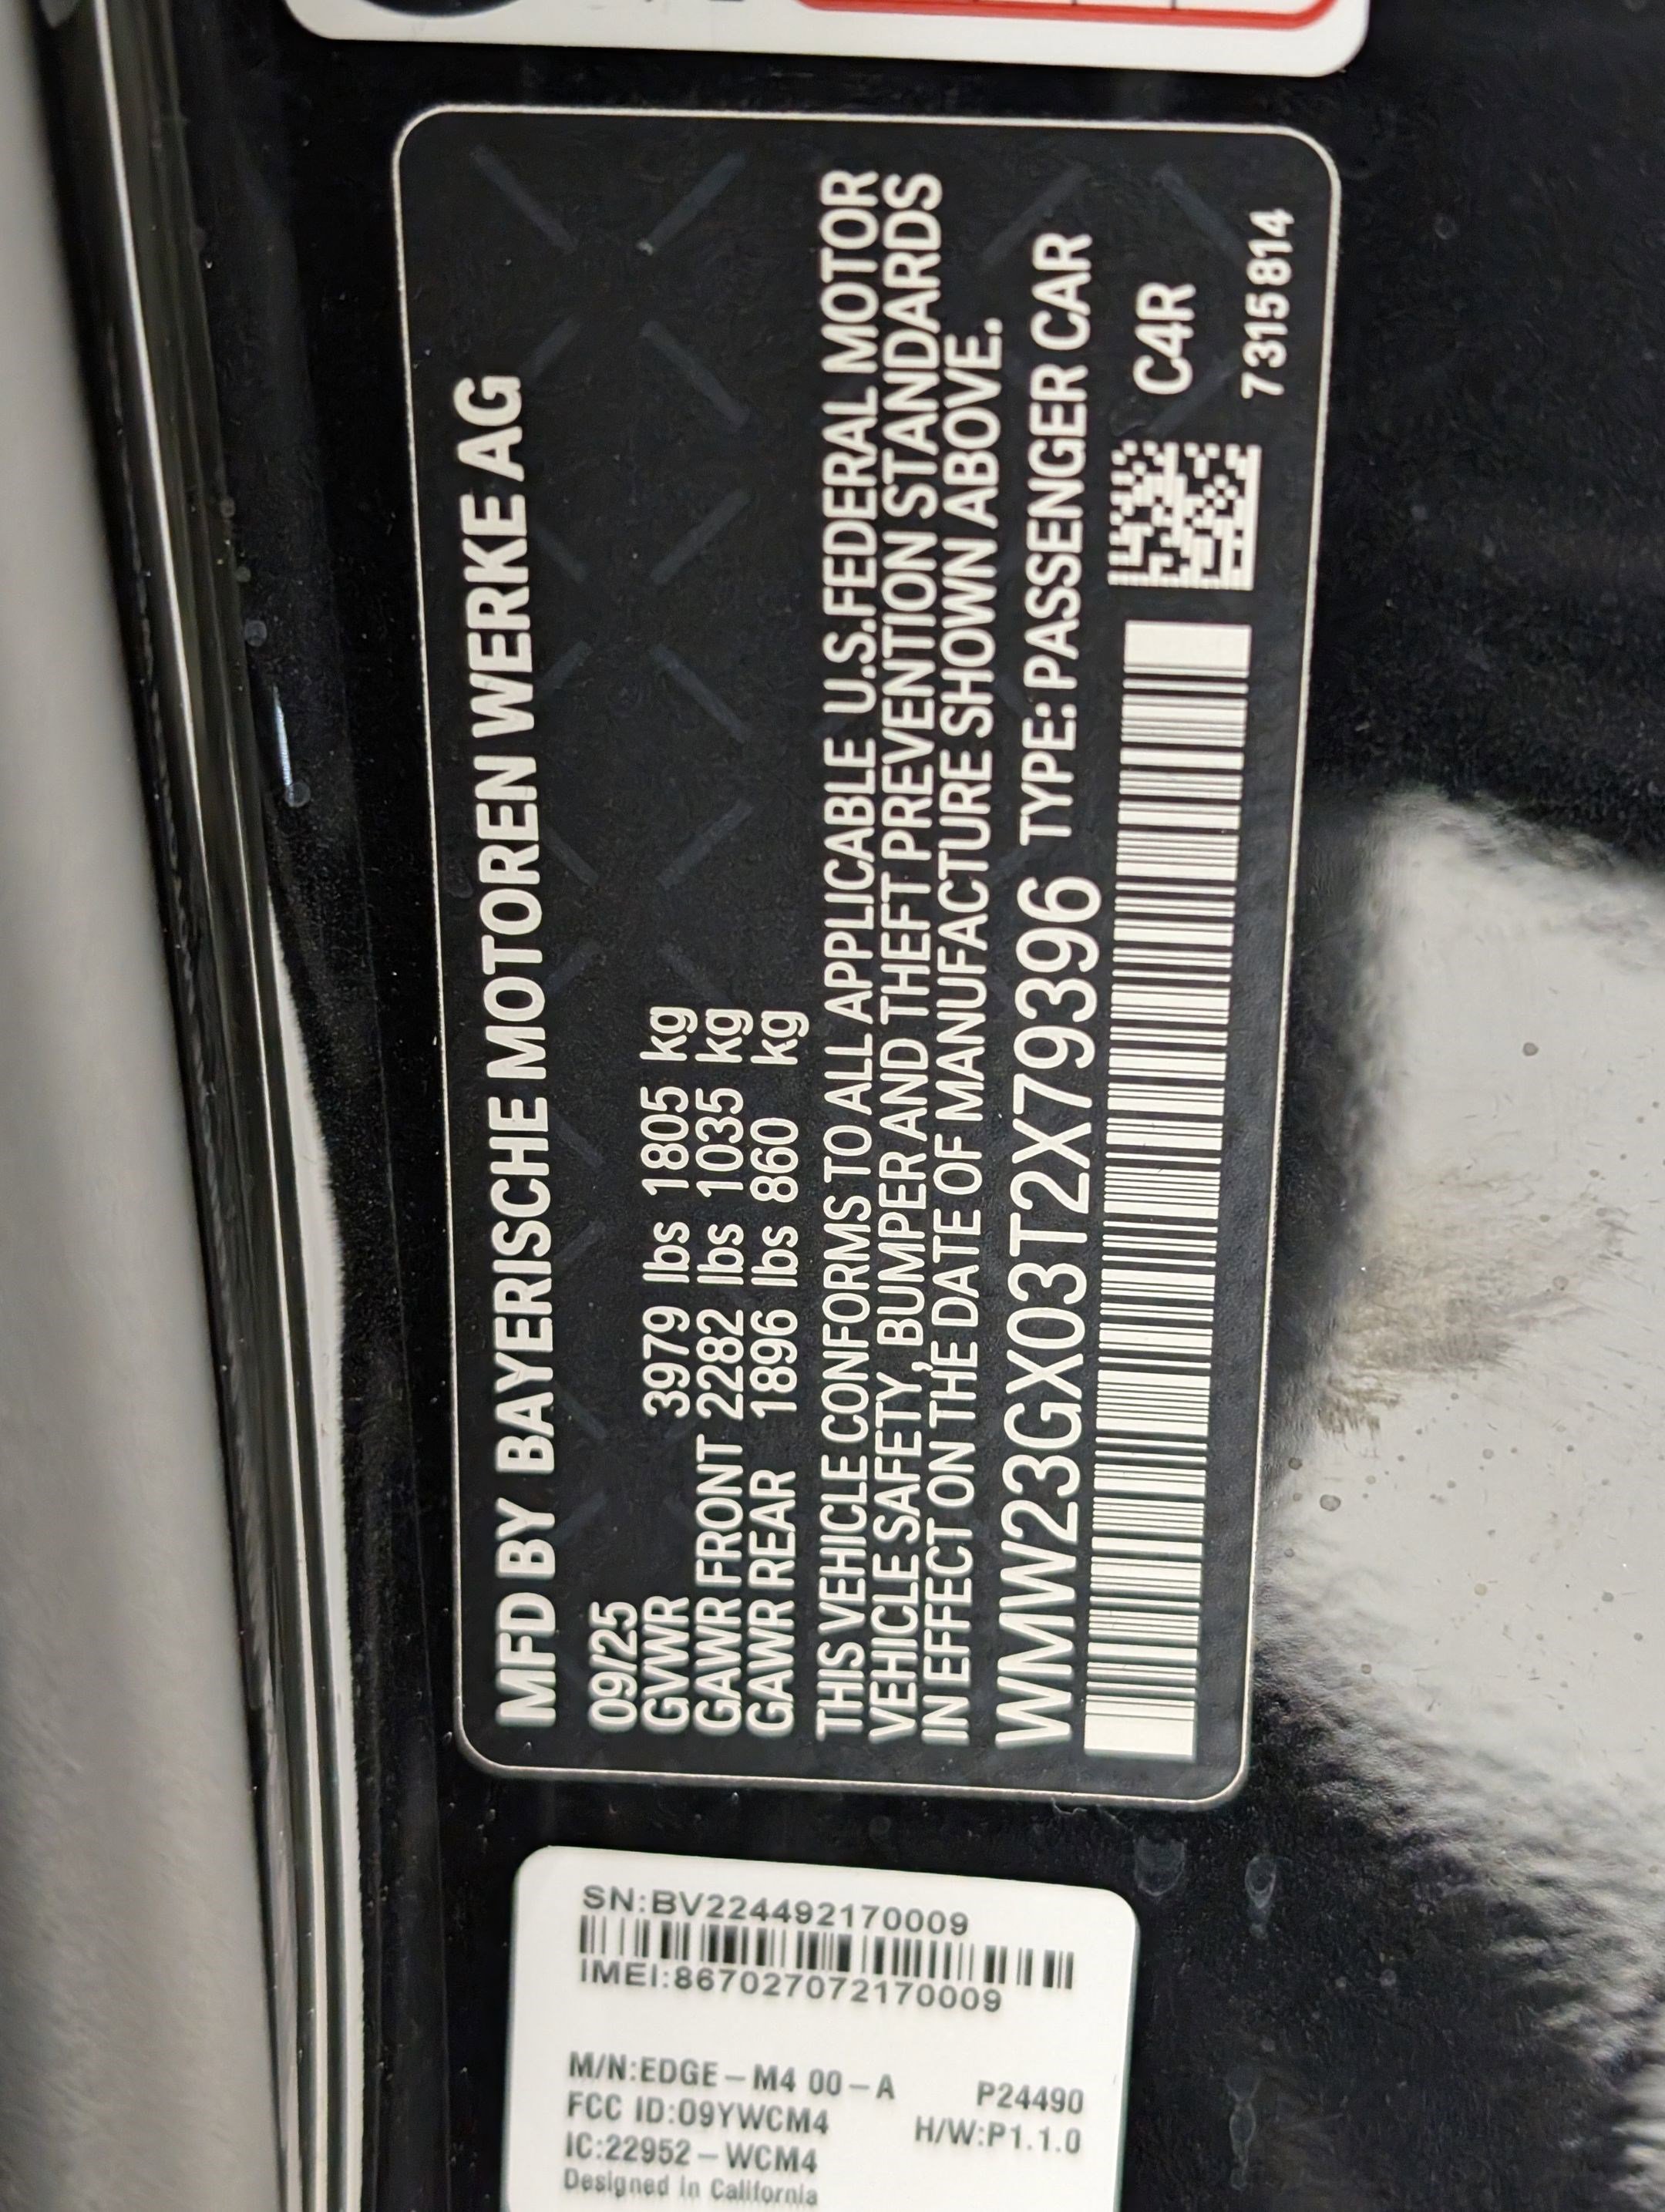 MFD BY BAYERISCHE MOTOREN WERKE AG
09/25
GVWR 3979 lbs 1805 kg
GAWR FRONT 2282 lbs 1035 kg
GAWR REAR 1896 lbs 860 kg
THIS VEHICLE CONFORMS TO ALL APPLICABLE U.S.FEDERAL MOTOR
VEHICLE SAFETY, BUMPER AND THEFT PREVENTION STANDARDS
IN EFFECT ON THE DATE OF MANUFACTURE SHOWN ABOVE.
WMW23GX03T2X79396 TYPE: PASSENGER CAR
C4R
7315814
SN:BV224492170009
IMEI:867027072170009
M/N:EDGE-M4 00-A P24490
FCC ID:O9YWCM4 H/W:P1.1.0
IC:22952-WCM4
Designed in California